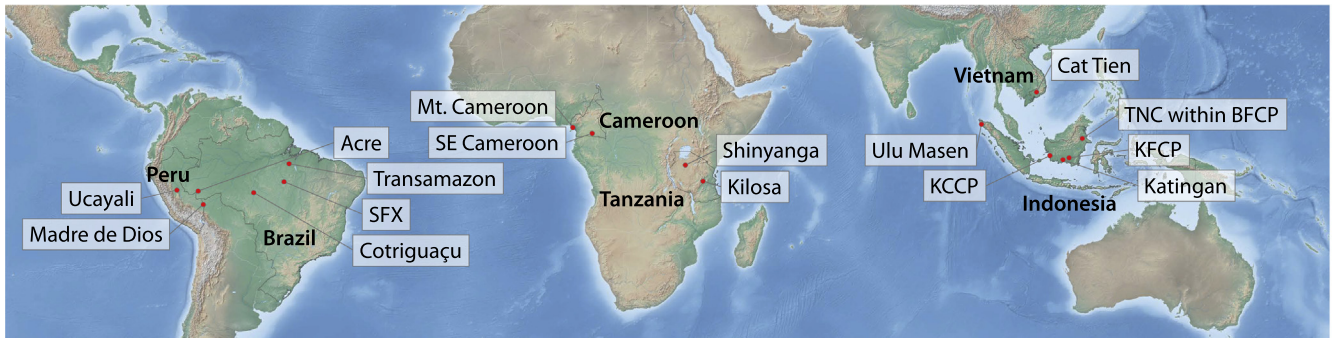 Vietnam
Cat Tien
Mt. Cameroon
TNC within BFCP
Cameroon
Acre
SE Cameroon
Shinyanga
Ulu Masen
KFCP
Peru
Transamazon
KCCP
Katingan
Ucayali
Tanzania
Kilosa
SFX
Indonesia
Madre de Dios
Brazil
Cotriguaçu